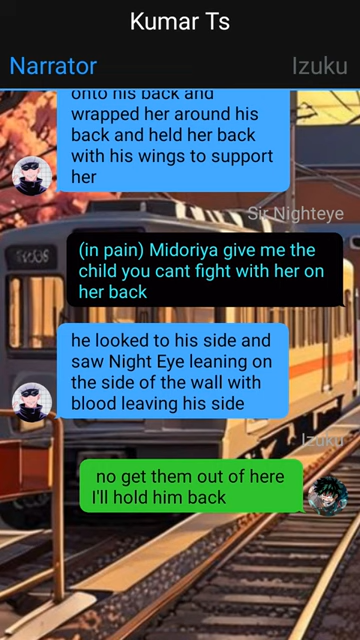 Kumar Ts
Narrator
Izuku
onto his back and
wrapped her around his
back and held her back
with his wings to support
her
Sir Nighteye
(in pain) Midoriya give me the
child you cant fight with her on
her back
he looked to his side and
saw Night Eye leaning on
the side of the wall with
blood leaving his side
Izuku
no get them out of here
I'll hold him back